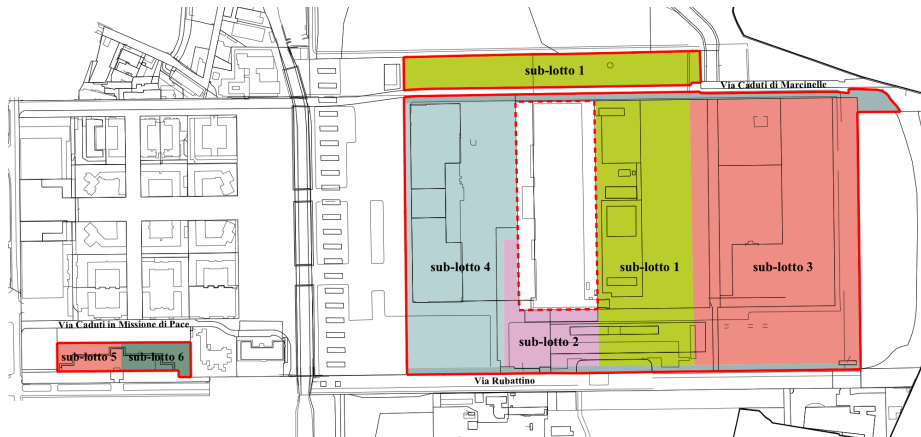 sub-lotto 1
Via Caduti di Marcinelle
sub-lotto 4
sub-lotto 1
sub-lotto 3
Via Caduti in Missione di Pace
sub-lotto 2
sub-lotto 5
sub-lotto 6
Via Rubattino